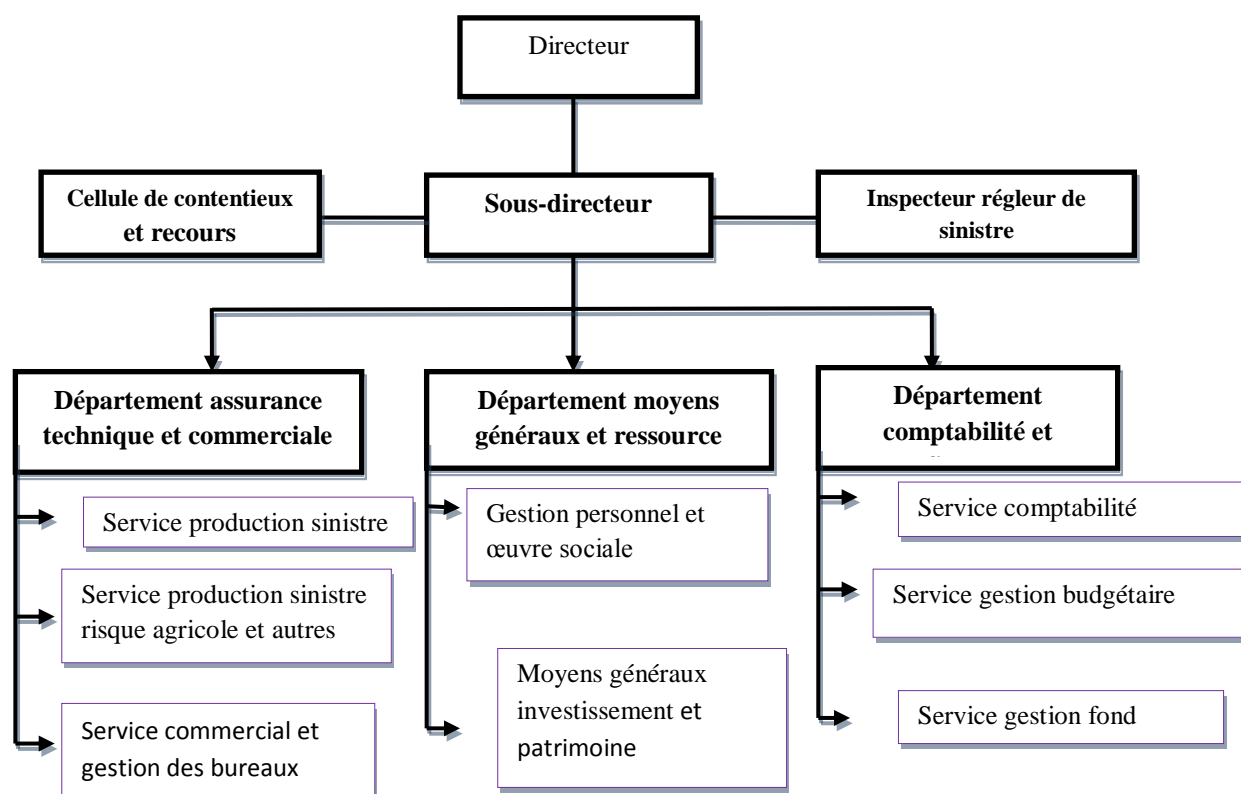 Directeur
Cellule de contentieux
et recours
Sous-directeur
Inspecteur régleur de
sinistre
Département assurance
technique et commerciale
Département moyens
généraux et ressource
Département
comptabilité et
Service production sinistre
Service production sinistre
risque agricole et autres
Service commercial et
gestion des bureaux
Gestion personnel et
œuvre sociale
Moyens généraux
investissement et
patrimoine
Service comptabilité
Service gestion budgétaire
Service gestion fond